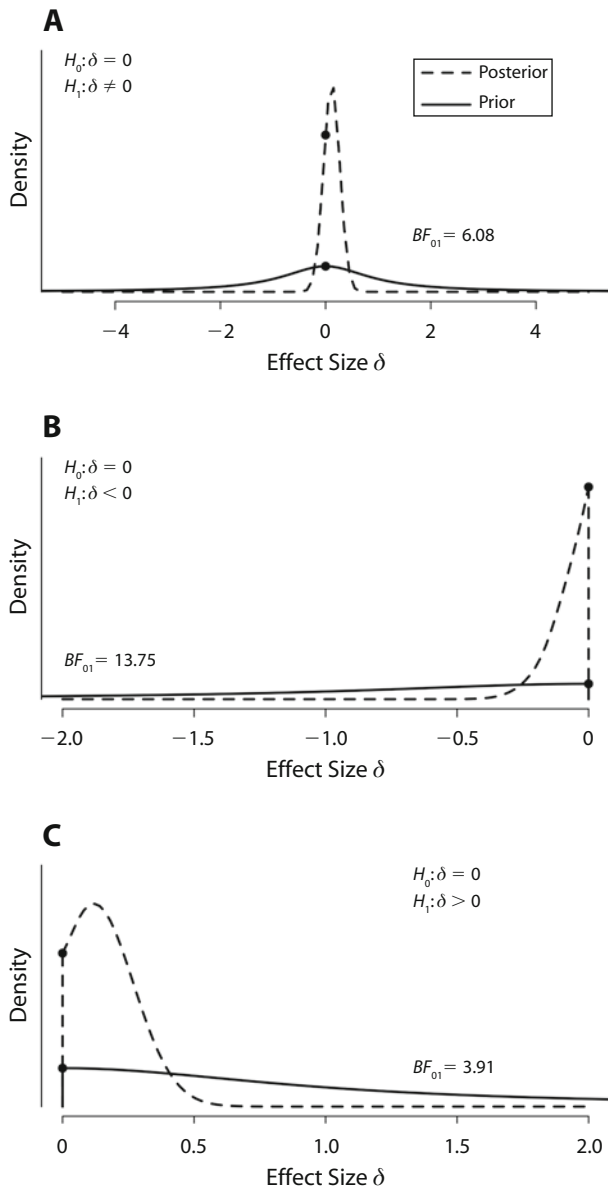 A
H₀: δ = 0
H₁: δ ≠ 0
Posterior
Prior
Density
BF₀₁ = 6.08
−4 −2 0 2 4
Effect Size δ
B
H₀: δ = 0
H₁: δ < 0
Density
BF₀₁ = 13.75
−2.0 −1.5 −1.0 −0.5 0
Effect Size δ
C
H₀: δ = 0
H₁: δ > 0
Density
BF₀₁ = 3.91
0 0.5 1.0 1.5 2.0
Effect Size δ